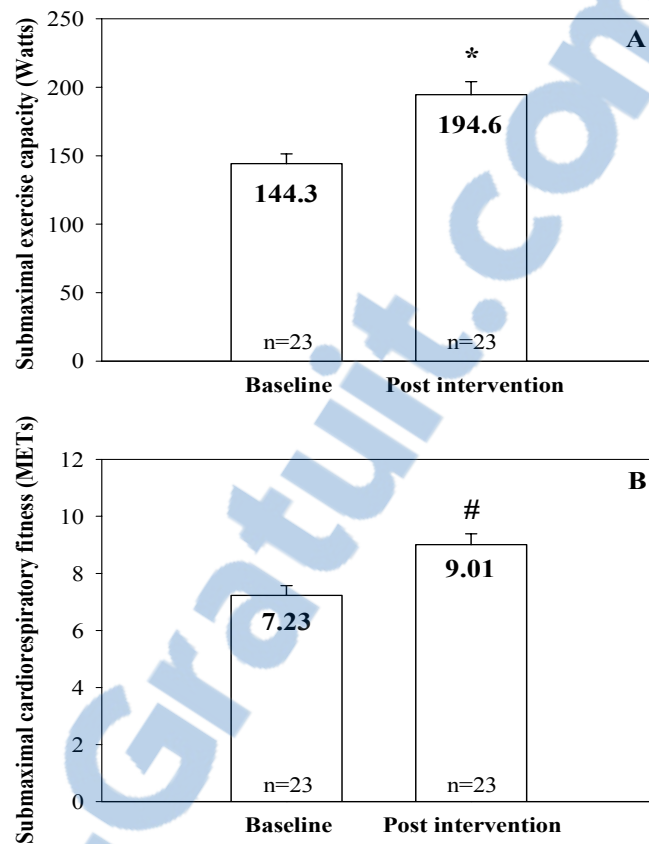 Submaximal exercise capacity (Watts)
250
200
150
100
50
0
A
*
144.3
194.6
n=23
n=23
Baseline
Post intervention
Submaximal cardiorespiratory fitness (METs)
12
10
8
6
4
2
0
B
#
7.23
9.01
n=23
n=23
Baseline
Post intervention
Gratuit.com